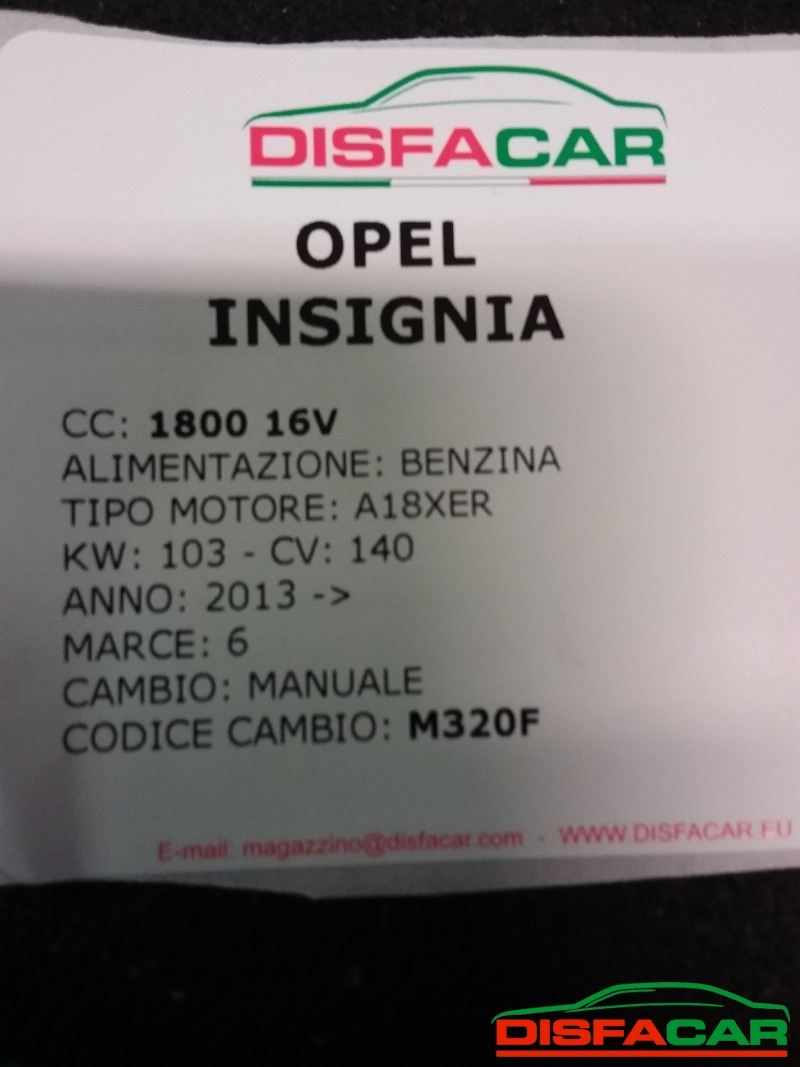 DISFACAR
OPEL
INSIGNIA
CC: 1800 16V
ALIMENTAZIONE: BENZINA
TIPO MOTORE: A18XER
KW: 103 - CV: 140
ANNO: 2013 ->
MARCE: 6
CAMBIO: MANUALE
CODICE CAMBIO: M320F
E-mail: magazzino@disfacar.com - WWW.DISFACAR.EU
DISFACAR